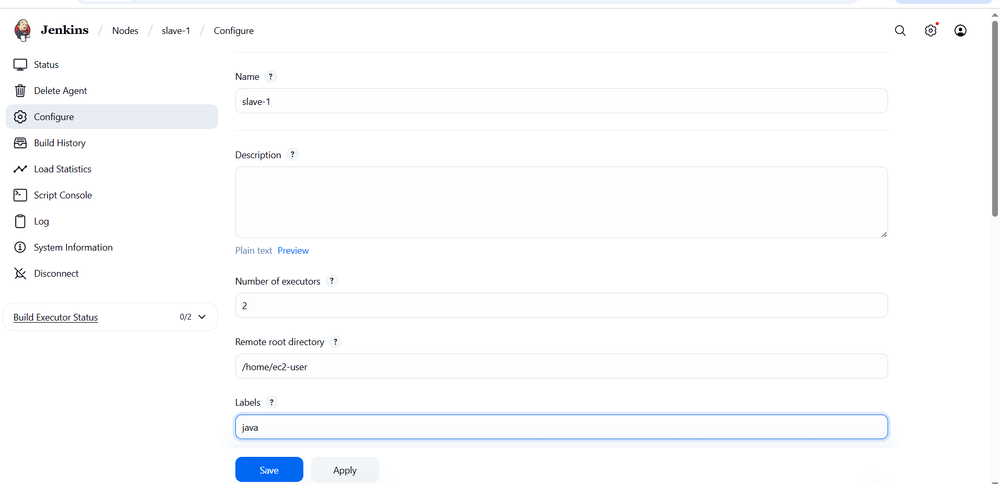 Jenkins / Nodes / slave-1 / Configure
Status
Delete Agent
Configure
Build History
Load Statistics
Script Console
Log
System Information
Disconnect
Build Executor Status 0/2
Name ?
slave-1
Description ?
Plain text Preview
Number of executors ?
2
Remote root directory ?
/home/ec2-user
Labels ?
java
Save Apply